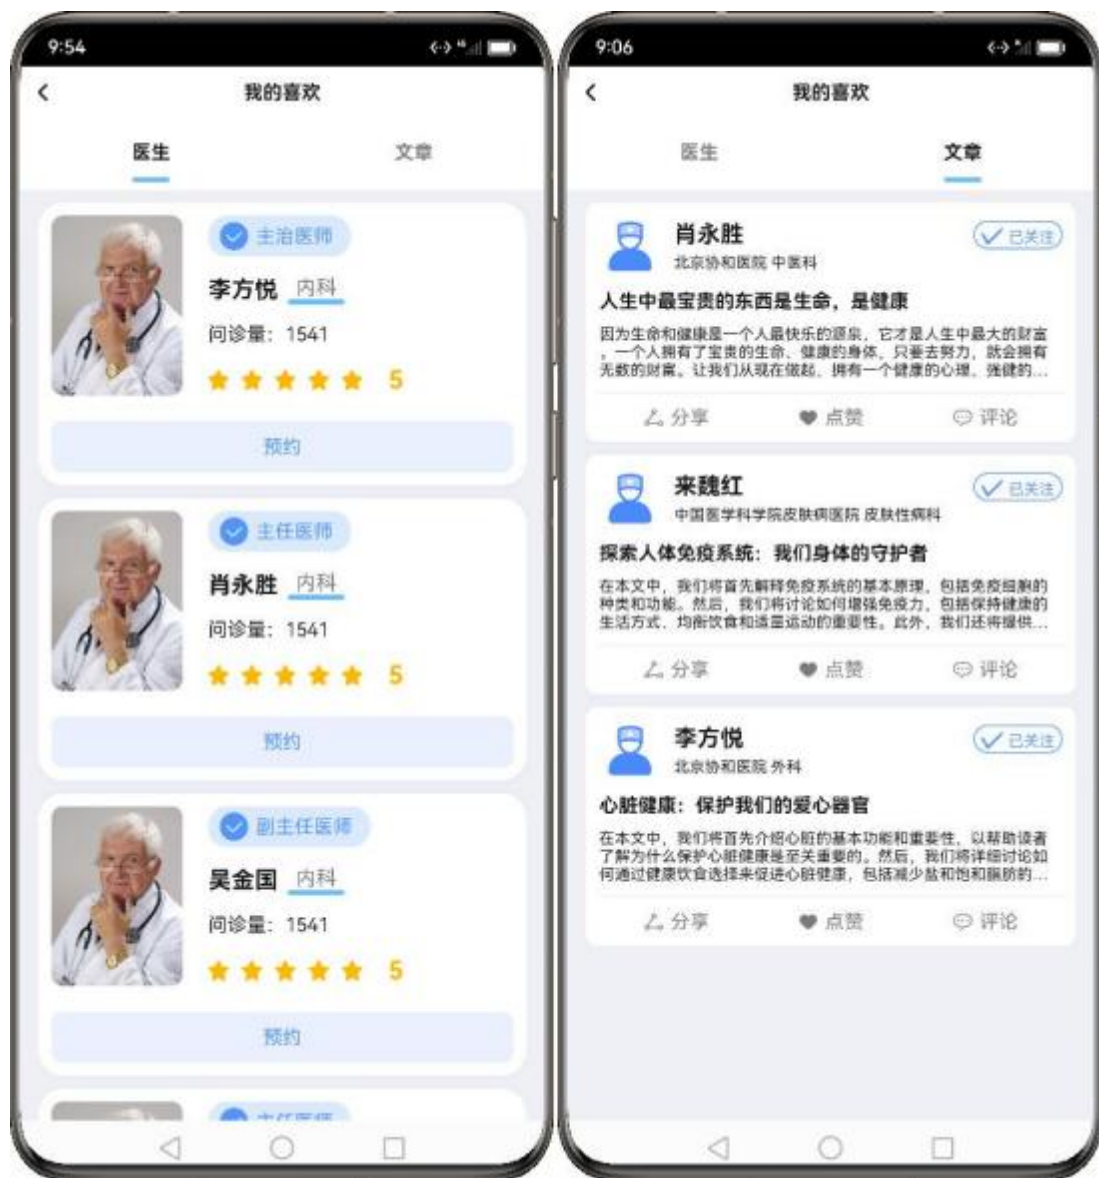 9:54
我的喜欢
医生 文章
主治医师
李方悦 内科
问诊量：1541
5
预约
主任医师
肖永胜 内科
问诊量：1541
5
预约
副主任医师
吴金国 内科
问诊量：1541
5
预约
主任医师
9:06
我的喜欢
医生 文章
肖永胜 已关注
北京协和医院 中医科
人生中最宝贵的东西是生命，是健康
因为生命和健康是一个人最快乐的源泉，它才是人生中最大的财富
，一个人拥有了宝贵的生命、健康的身体，只要去努力，就会拥有
无数的财富。让我们从现在做起，拥有一个健康的心理、强健的...
分享 点赞 评论
来魏红 已关注
中国医学科学院皮肤病医院 皮肤性病科
探索人体免疫系统：我们身体的守护者
在本文中，我们将首先解释免疫系统的基本原理，包括免疫细胞的
种类和功能。然后，我们将讨论如何增强免疫力，包括保持健康的
生活方式、均衡饮食和适量运动的重要性。此外，我们还将提供...
分享 点赞 评论
李方悦 已关注
北京协和医院 外科
心脏健康：保护我们的爱心器官
在本文中，我们将首先介绍心脏的基本功能和重要性，以帮助读者
了解为什么保护心脏健康是至关重要的。然后，我们将详细讨论如
何通过健康饮食选择来促进心脏健康，包括减少盐和饱和脂肪的...
分享 点赞 评论